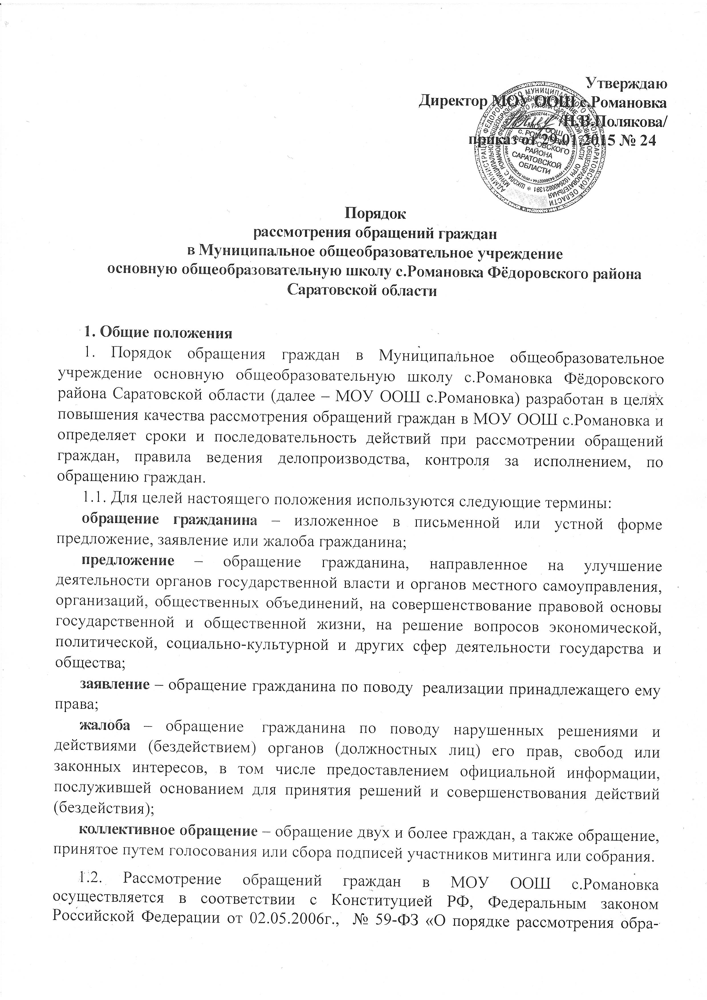 Утверждаю
Директор МОУ ООШ с.Романовка
/Н.В.Полякова/
приказ от 29.01.2015 № 24
МОУ ООШ
с. РОМАНОВКА
ФЕДОРОВСКОГО
РАЙОНА
САРАТОВСКОЙ
ОБЛАСТИ
Порядок
рассмотрения обращений граждан
в Муниципальное общеобразовательное учреждение
основную общеобразовательную школу с.Романовка Фёдоровского района
Саратовской области
1. Общие положения
1. Порядок обращения граждан в Муниципальное общеобразовательное
учреждение основную общеобразовательную школу с.Романовка Фёдоровского
района Саратовской области (далее – МОУ ООШ с.Романовка) разработан в целях
повышения качества рассмотрения обращений граждан в МОУ ООШ с.Романовка и
определяет сроки и последовательность действий при рассмотрении обращений
граждан, правила ведения делопроизводства, контроля за исполнением, по
обращению граждан.
1.1. Для целей настоящего положения используются следующие термины:
обращение гражданина – изложенное в письменной или устной форме
предложение, заявление или жалоба гражданина;
предложение – обращение гражданина, направленное на улучшение
деятельности органов государственной власти и органов местного самоуправления,
организаций, общественных объединений, на совершенствование правовой основы
государственной и общественной жизни, на решение вопросов экономической,
политической, социально-культурной и других сфер деятельности государства и
общества;
заявление – обращение гражданина по поводу реализации принадлежащего ему
права;
жалоба – обращение гражданина по поводу нарушенных решениями и
действиями (бездействием) органов (должностных лиц) его прав, свобод или
законных интересов, в том числе предоставлением официальной информации,
послужившей основанием для принятия решений и совершенствования действий
(бездействия);
коллективное обращение – обращение двух и более граждан, а также обращение,
принятое путем голосования или сбора подписей участников митинга или собрания.
1.2. Рассмотрение обращений граждан в МОУ ООШ с.Романовка
осуществляется в соответствии с Конституцией РФ, Федеральным законом
Российской Федерации от 02.05.2006г., № 59-ФЗ «О порядке рассмотрения обра-